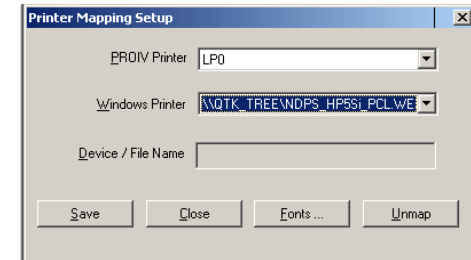 Printer Mapping Setup
PROIV Printer LP0
Windows Printer \\QTK_TREE\NDPS_HP5Si_PCL.WE
Device / File Name
Save Close Fonts ... Unmap